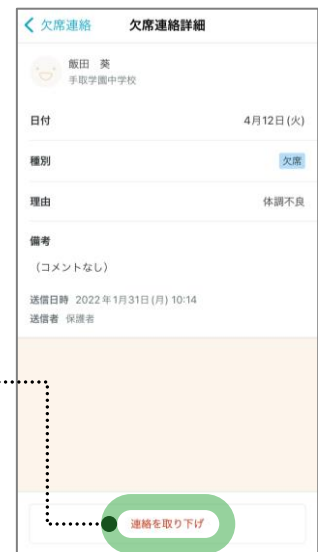 欠席連絡 欠席連絡詳細
飯田 葵
手取学園中学校
日付 4月12日(火)
種別 欠席
理由 体調不良
備考
（コメントなし）
送信日時 2022年1月31日(月) 10:14
送信者 保護者
連絡を取り下げ